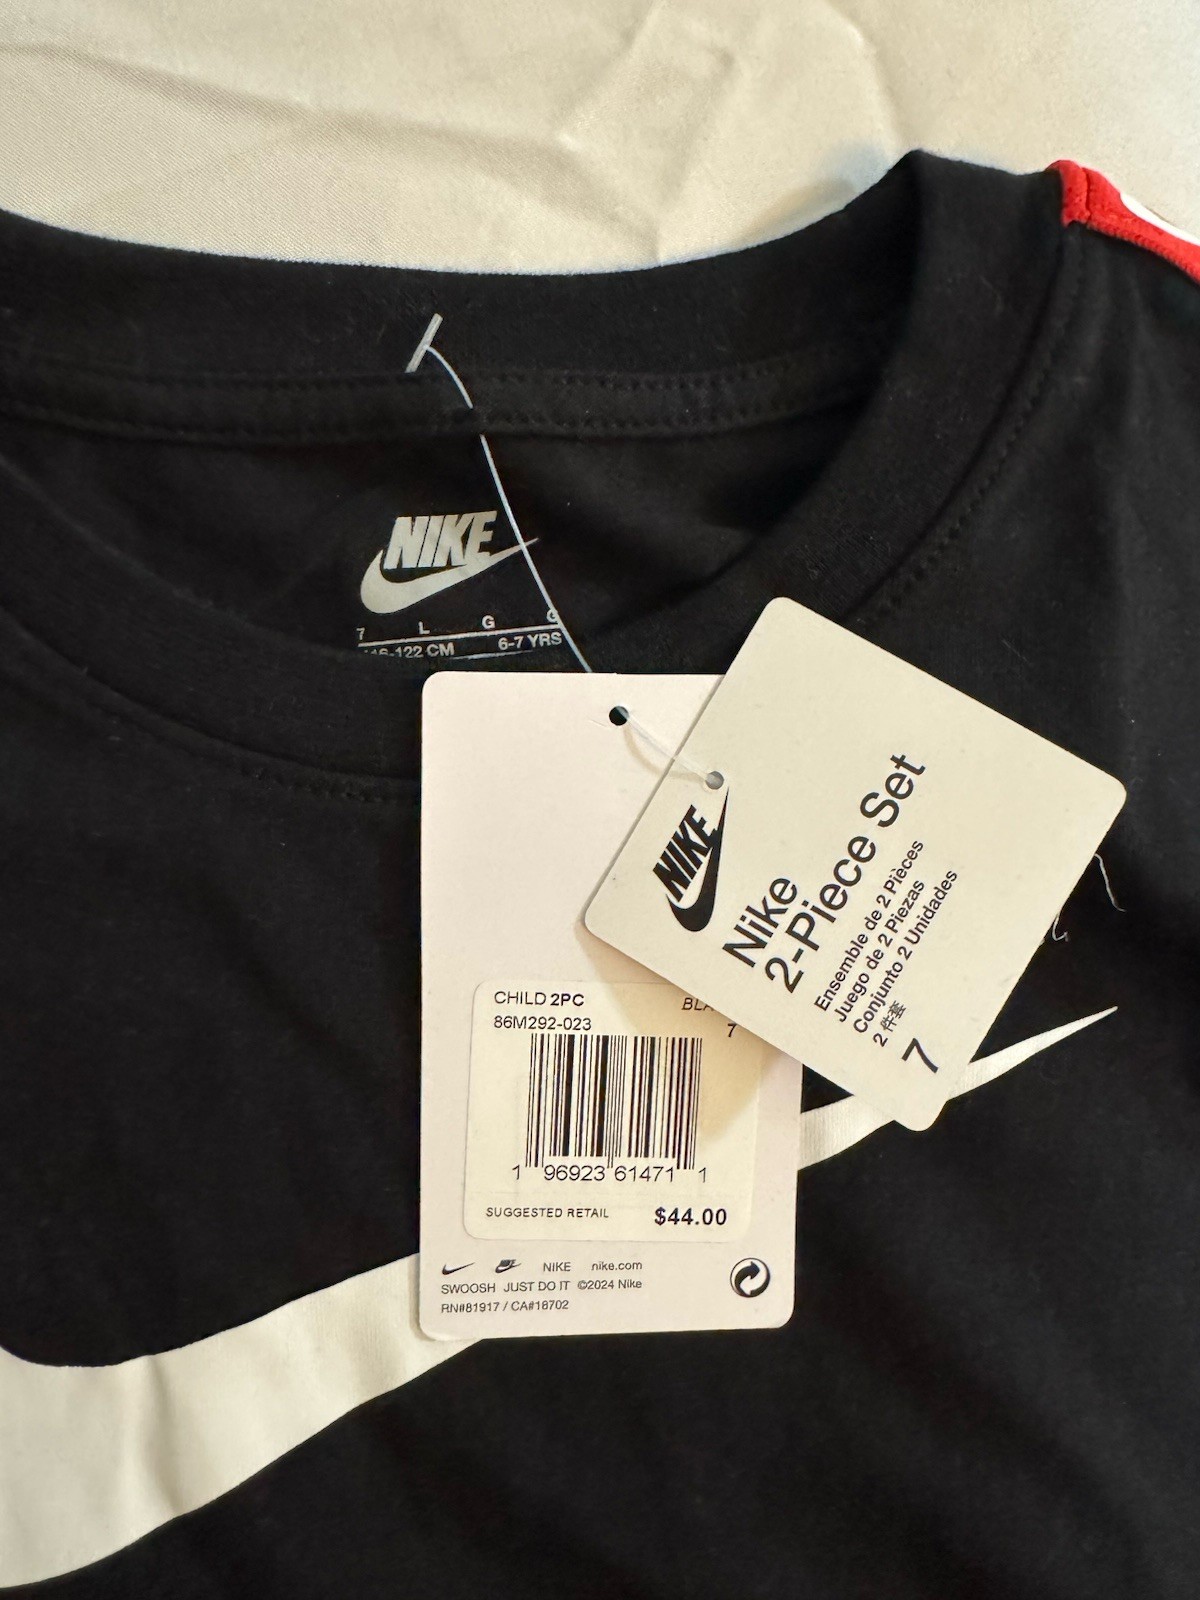 NIKE
7 L G G
116-122 CM 6-7 YRS
NIKE
Nike
2-Piece Set
Ensemble de 2 Pièces
Juego de 2 Piezas
Conjunto 2 Unidades
2 件套
7
CHILD 2PC
86M292-023
7
1 96923 61471 1
SUGGESTED RETAIL $44.00
NIKE nike.com
SWOOSH JUST DO IT ©2024 Nike
RN#81917 / CA#18702